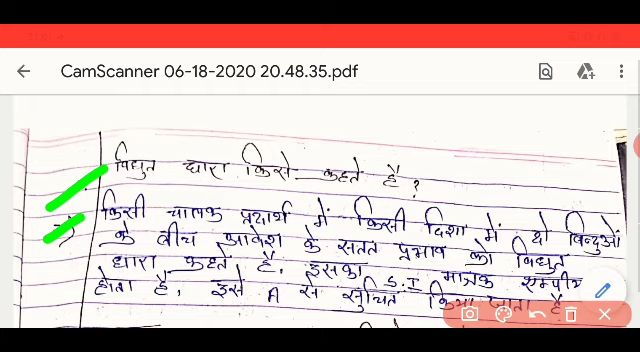 CamScanner 06-18-2020 20.48.35.pdf
विद्युत धारा किसे कहते है ?
किसी चालक पदार्थ में किसी दिशा में दो बिन्दुओं
के बीच आवेश के सतत प्रभाव को विद्युत
धारा कहते है, इसका S.I मात्रक एम्पीयर
होता है, इसे A से सुचित किया जाता है